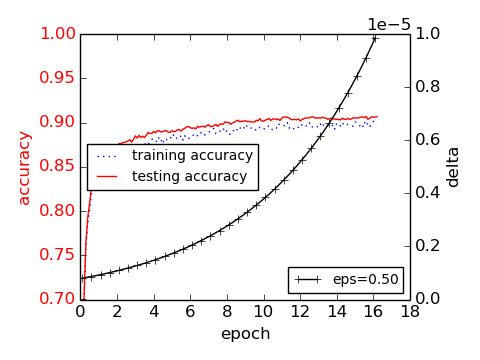 1e−5
1.00
0.95
0.90
0.85
0.80
0.75
0.70
accuracy
training accuracy
testing accuracy
eps=0.50
1.0
0.8
0.6
0.4
0.2
0.0
delta
0 2 4 6 8 10 12 14 16 18
epoch